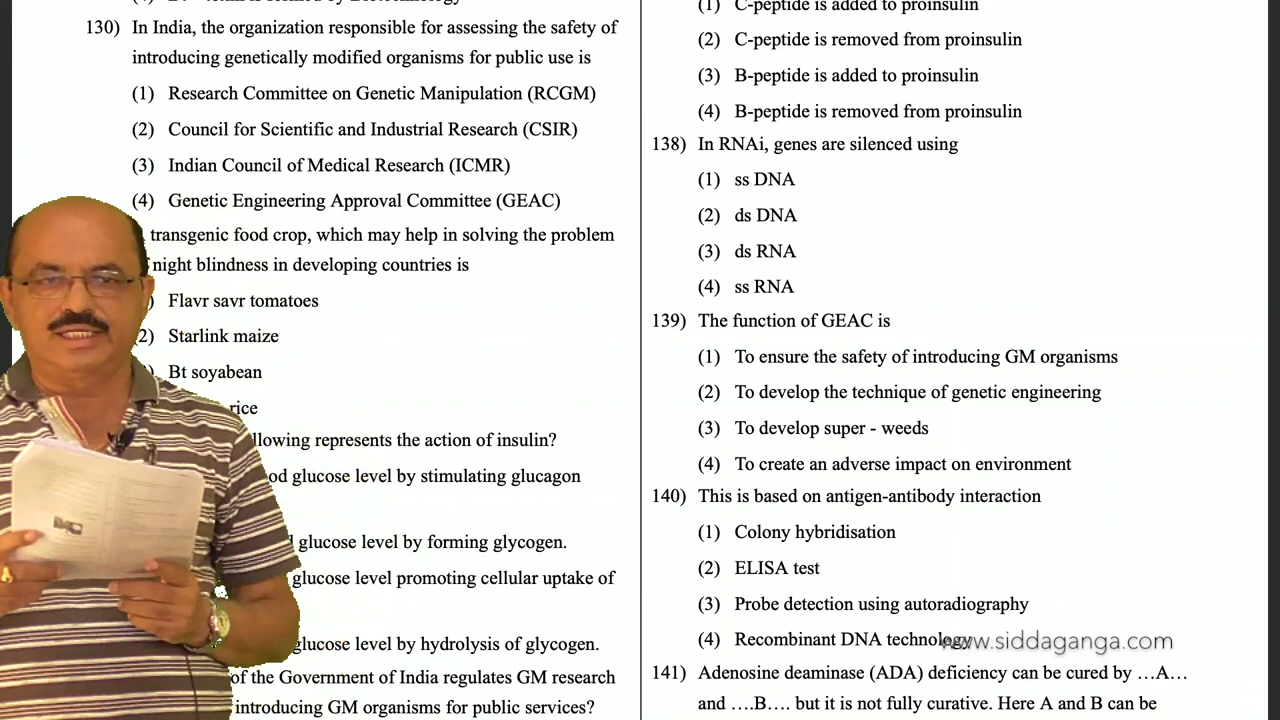 130) In India, the organization responsible for assessing the safety of
introducing genetically modified organisms for public use is
(1) Research Committee on Genetic Manipulation (RCGM)
(2) Council for Scientific and Industrial Research (CSIR)
(3) Indian Council of Medical Research (ICMR)
(4) Genetic Engineering Approval Committee (GEAC)
transgenic food crop, which may help in solving the problem
night blindness in developing countries is
Flavr savr tomatoes
2) Starlink maize
Bt soyabean
rice
llowing represents the action of insulin?
od glucose level by stimulating glucagon
glucose level by forming glycogen.
glucose level promoting cellular uptake of
glucose level by hydrolysis of glycogen.
of the Government of India regulates GM research
introducing GM organisms for public services?
(1) C-peptide is added to proinsulin
(2) C-peptide is removed from proinsulin
(3) B-peptide is added to proinsulin
(4) B-peptide is removed from proinsulin
138) In RNAi, genes are silenced using
(1) ss DNA
(2) ds DNA
(3) ds RNA
(4) ss RNA
139) The function of GEAC is
(1) To ensure the safety of introducing GM organisms
(2) To develop the technique of genetic engineering
(3) To develop super - weeds
(4) To create an adverse impact on environment
140) This is based on antigen-antibody interaction
(1) Colony hybridisation
(2) ELISA test
(3) Probe detection using autoradiography
(4) Recombinant DNA technology
www.siddaganga.com
141) Adenosine deaminase (ADA) deficiency can be cured by …A…
and ….B…. but it is not fully curative. Here A and B can be